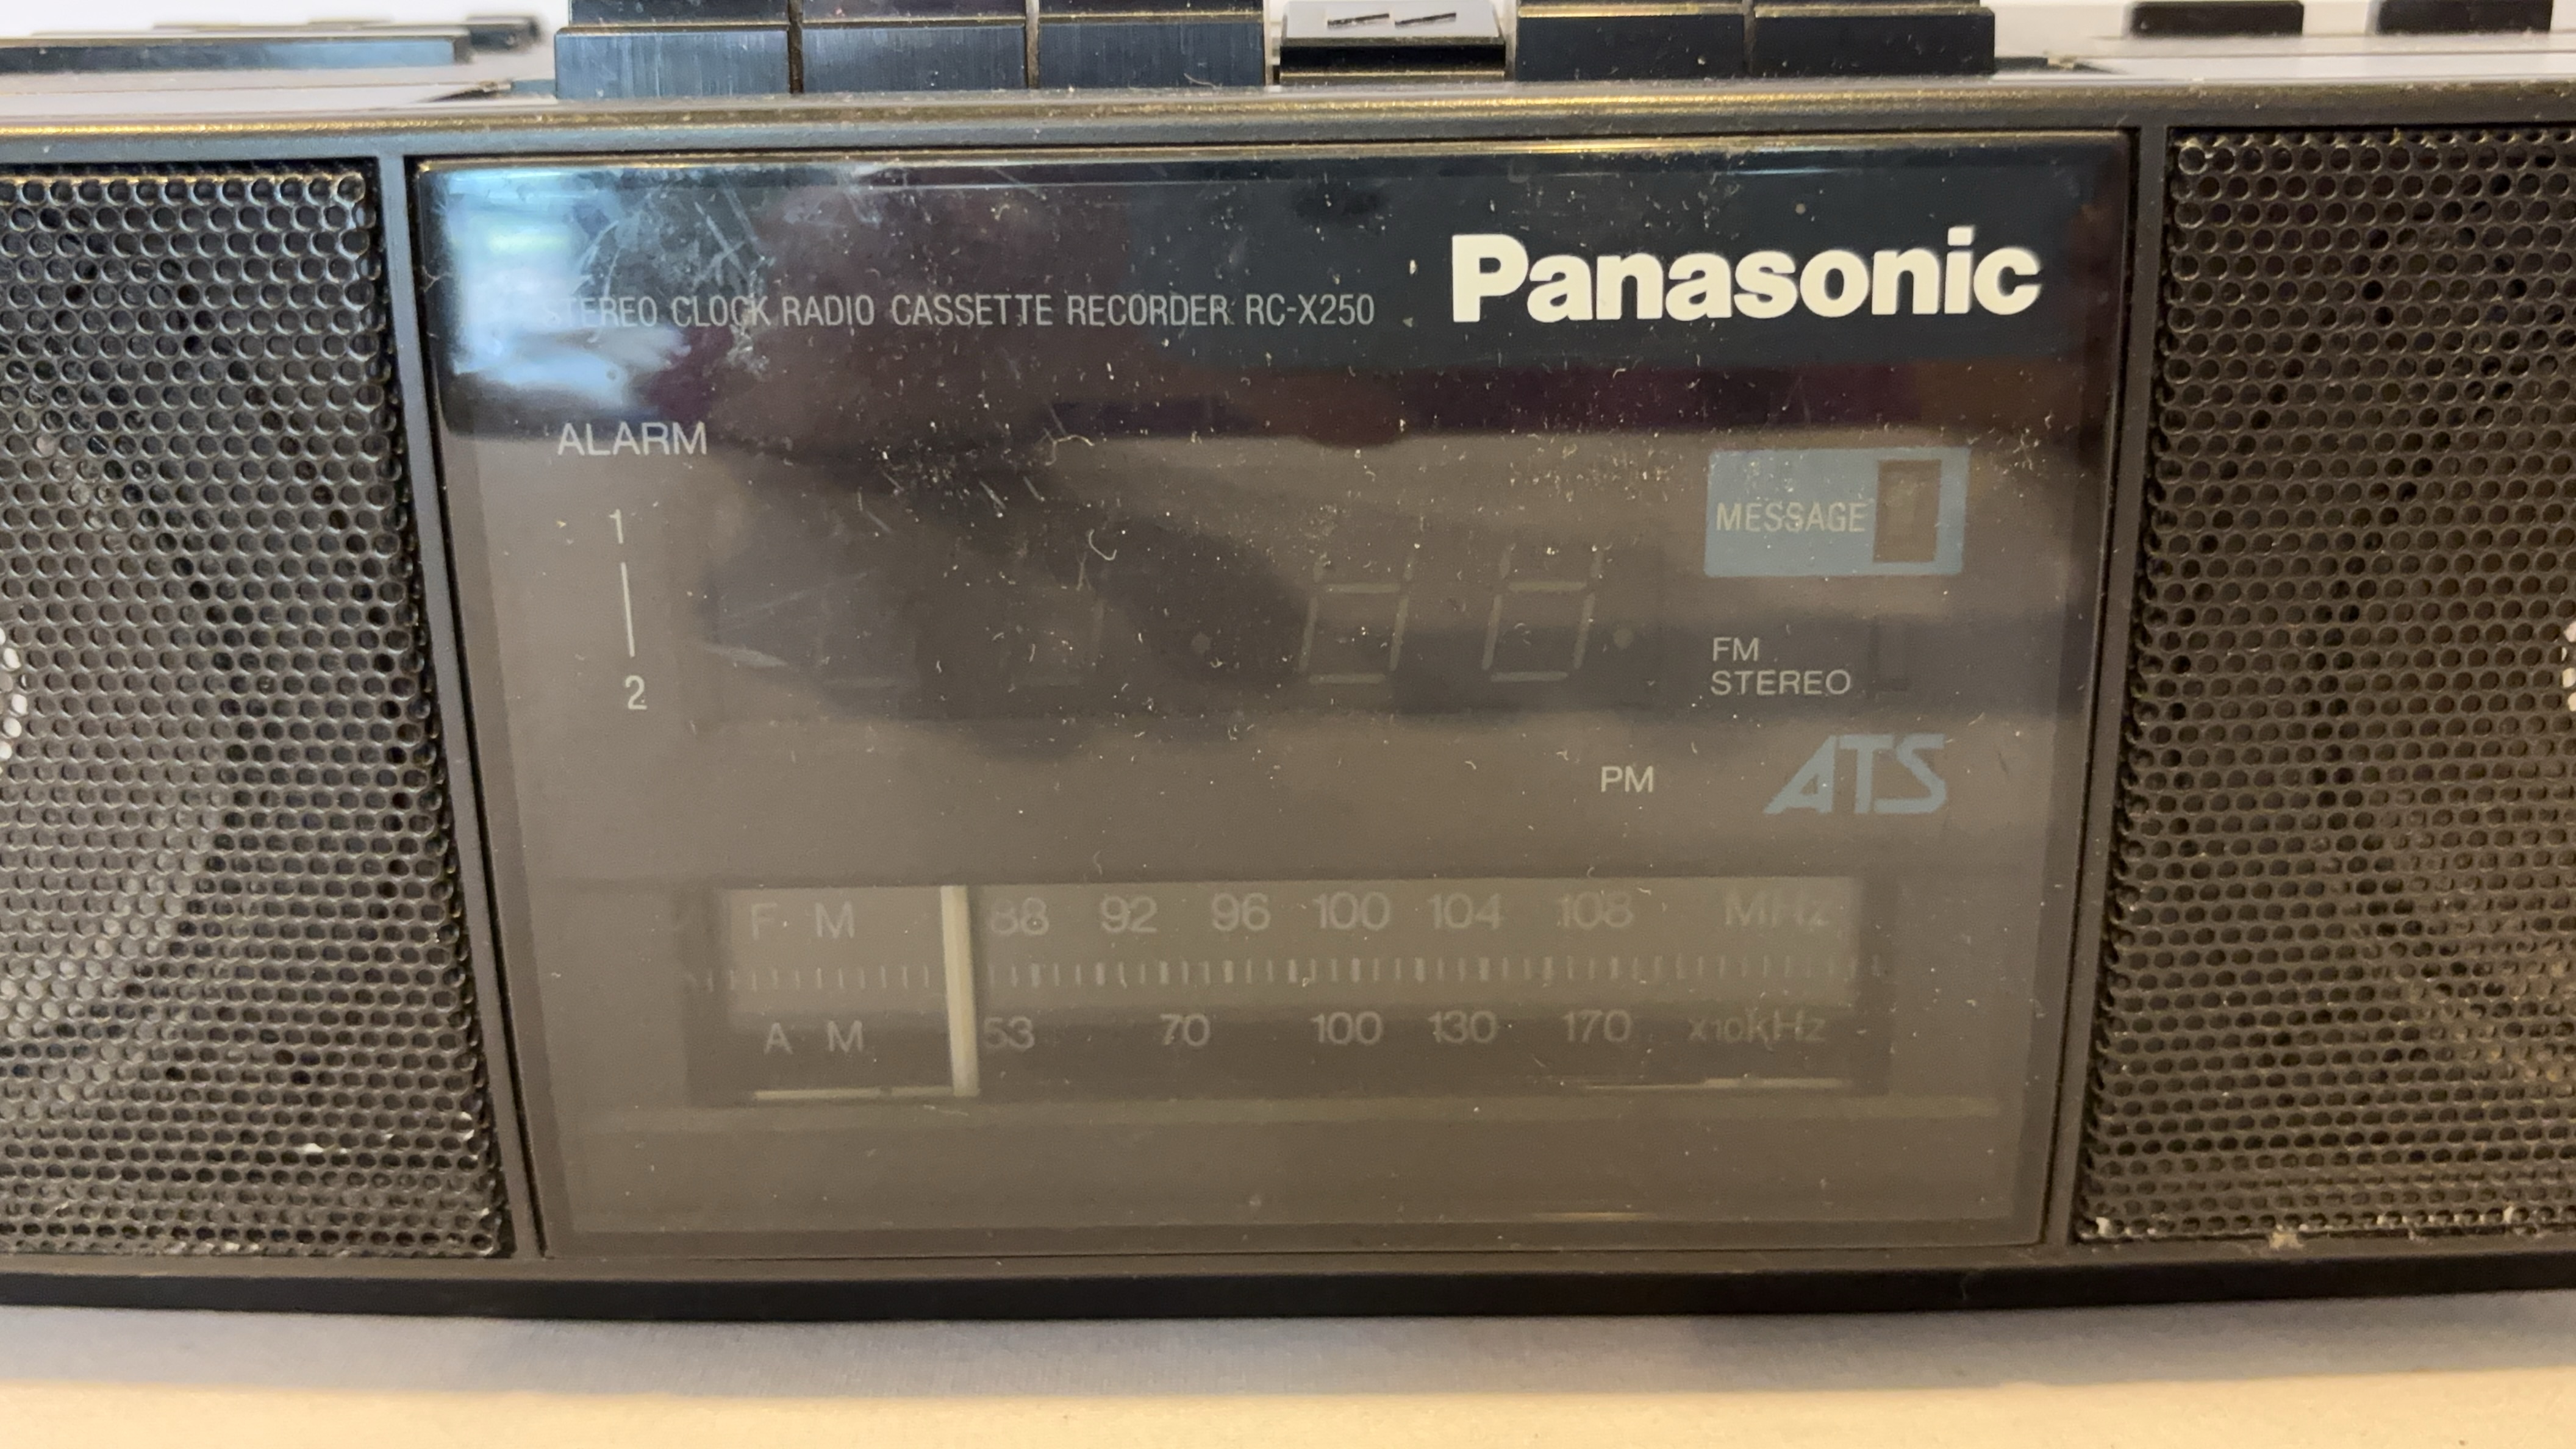 STEREO CLOCK RADIO CASSETTE RECORDER RC-X250 Panasonic
ALARM
MESSAGE
1
2
FM
STEREO
PM ATS
FM 88 92 96 100 104 108 MHz
AM 53 70 100 130 170 x10kHz